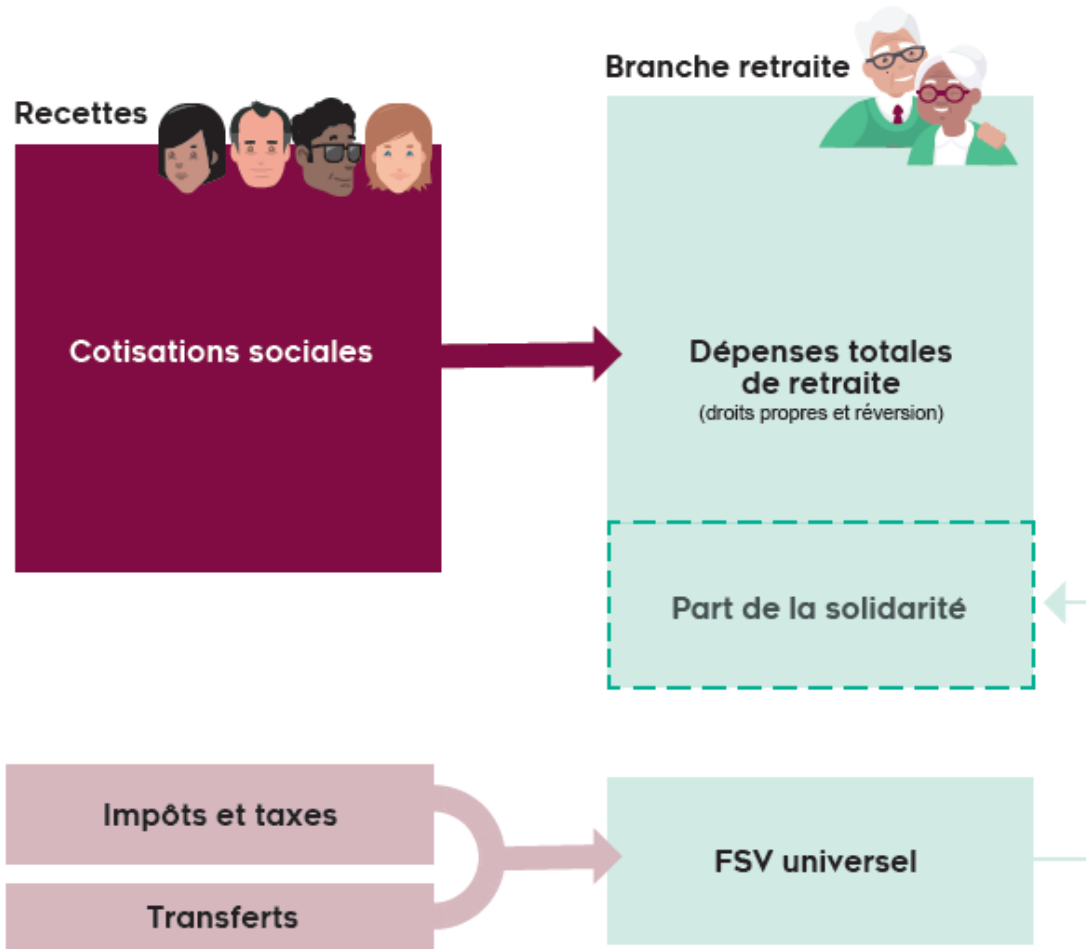 Recettes
Branche retraite
Cotisations sociales
Dépenses totales
de retraite
(droits propres et réversion)
Part de la solidarité
Impôts et taxes
FSV universel
Transferts